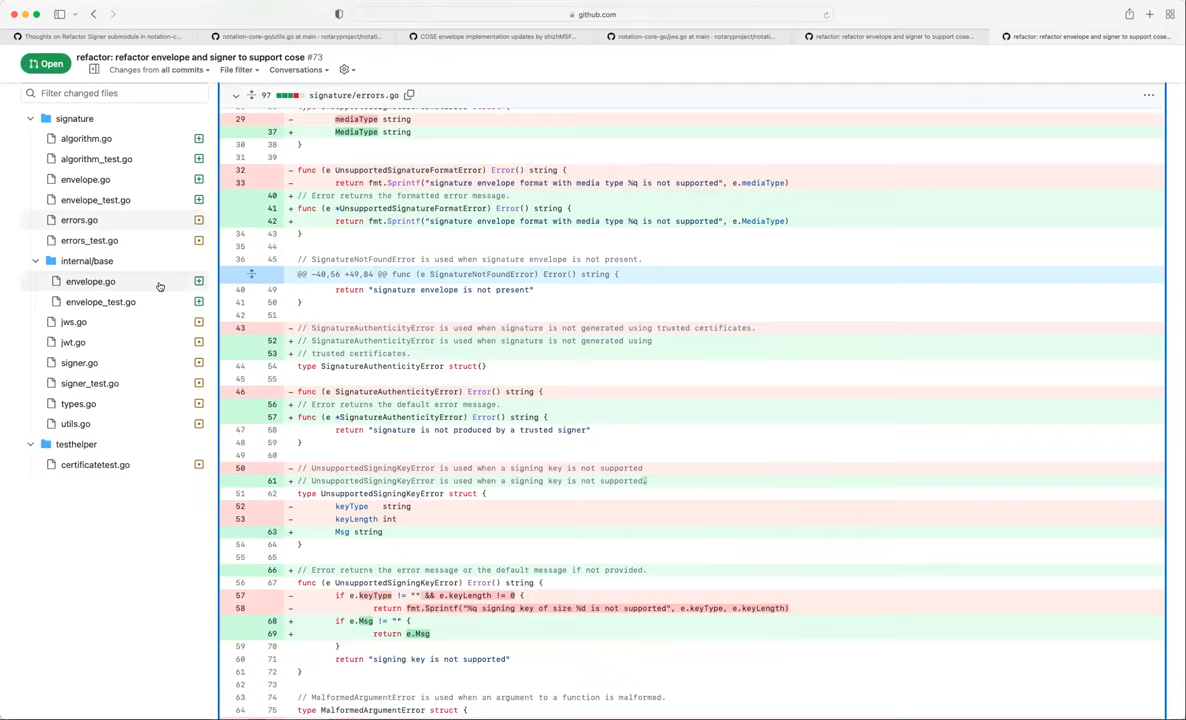 github.com
Thoughts on Refactor Signer submodule in notation-c...
notation-core-go/utils.go at main · notaryproject/notati...
COSE envelope implementation updates by shizhMSF...
notation-core-go/jws.go at main · notaryproject/notati...
refactor: refactor envelope and signer to support cose...
refactor: refactor envelope and signer to support cose...
Open
refactor: refactor envelope and signer to support cose #73
Changes from all commits
File filter
Conversations
Filter changed files
signature
algorithm.go
algorithm_test.go
envelope.go
envelope_test.go
errors.go
errors_test.go
internal/base
envelope.go
envelope_test.go
jws.go
jwt.go
signer.go
signer_test.go
types.go
utils.go
testhelper
certificatetest.go
97 signature/errors.go
29 - mediaType string
37 + MediaType string
30 38 }
31 39
32 - func (e UnsupportedSignatureFormatError) Error() string {
33 - return fmt.Sprintf("signature envelope format with media type %q is not supported", e.mediaType)
40 + // Error returns the formatted error message.
41 + func (e *UnsupportedSignatureFormatError) Error() string {
42 + return fmt.Sprintf("signature envelope format with media type %q is not supported", e.MediaType)
34 43 }
35 44
36 45 // SignatureNotFoundError is used when signature envelope is not present.
@@ -40,56 +49,84 @@ func (e SignatureNotFoundError) Error() string {
40 49 return "signature envelope is not present"
41 50 }
42 51
43 - // SignatureAuthenticityError is used when signature is not generated using trusted certificates.
52 + // SignatureAuthenticityError is used when signature is not generated using
53 + // trusted certificates.
44 54 type SignatureAuthenticityError struct{}
45 55
46 - func (e SignatureAuthenticityError) Error() string {
56 + // Error returns the default error message.
57 + func (e *SignatureAuthenticityError) Error() string {
47 58 return "signature is not produced by a trusted signer"
48 59 }
49 60
50 - // UnsupportedSigningKeyError is used when a signing key is not supported
61 + // UnsupportedSigningKeyError is used when a signing key is not supported.
51 62 type UnsupportedSigningKeyError struct {
52 - keyType string
53 - keyLength int
63 + Msg string
54 64 }
55 65
66 + // Error returns the error message or the default message if not provided.
56 67 func (e UnsupportedSigningKeyError) Error() string {
57 - if e.keyType != "" && e.keyLength != 0 {
58 - return fmt.Sprintf("%q signing key of size %d is not supported", e.keyType, e.keyLength)
68 + if e.Msg != "" {
69 + return e.Msg
59 70 }
60 71 return "signing key is not supported"
61 72 }
62 73
63 74 // MalformedArgumentError is used when an argument to a function is malformed.
64 75 type MalformedArgumentError struct {